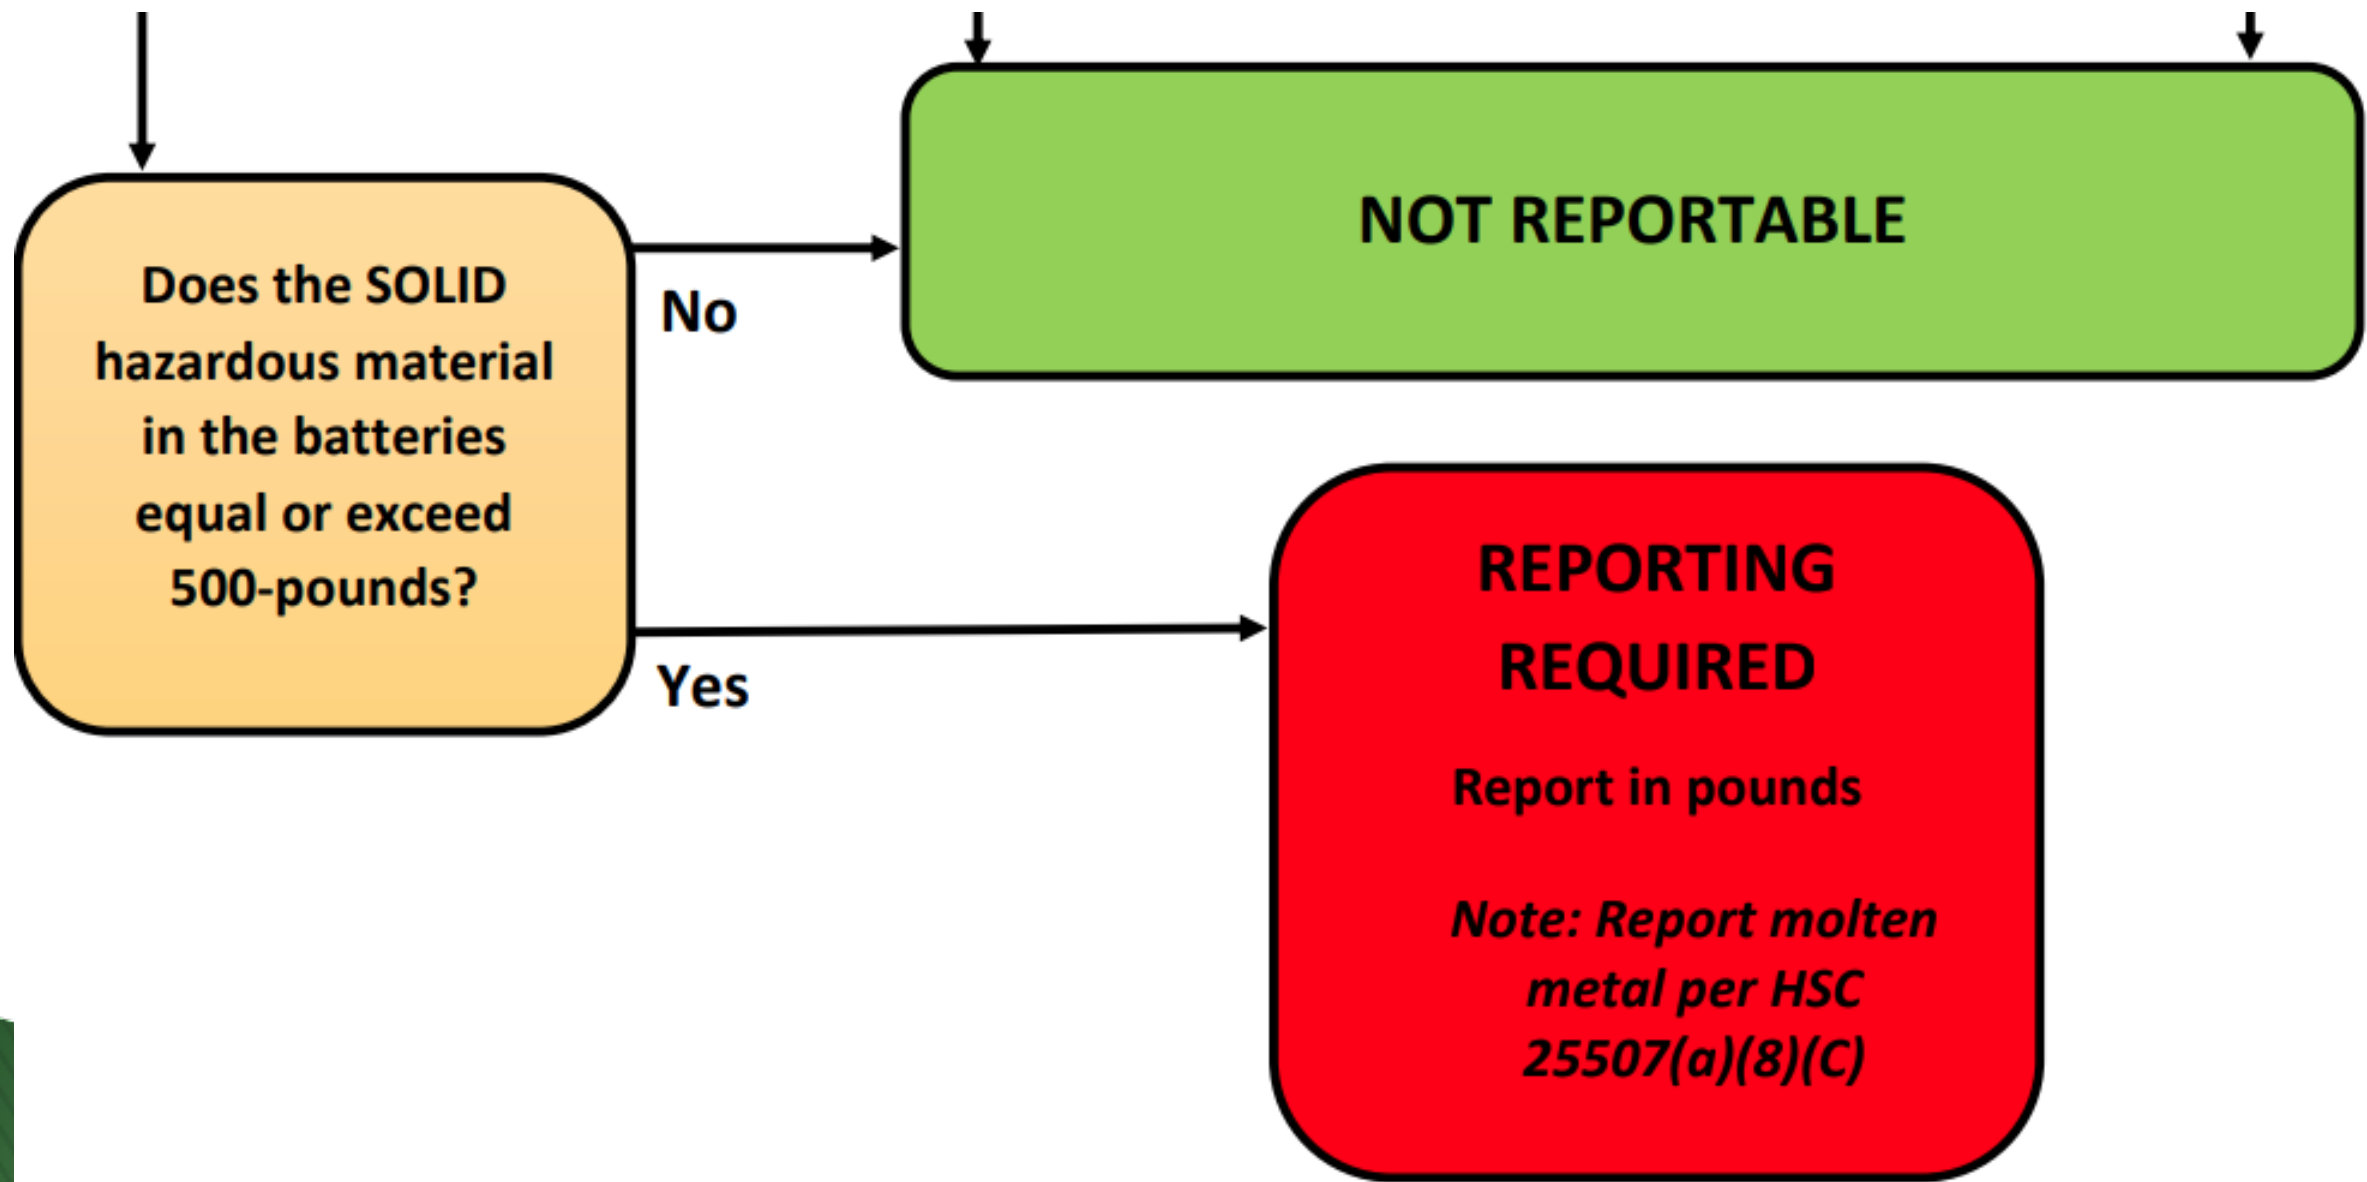 Does the SOLID
hazardous material
in the batteries
equal or exceed
500-pounds?
No
NOT REPORTABLE
Yes
REPORTING
REQUIRED
Report in pounds
Note: Report molten
metal per HSC
25507(a)(8)(C)